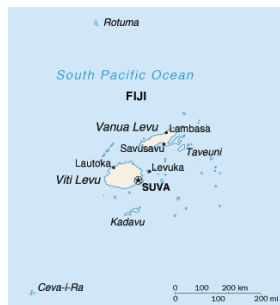 Rotuma
South Pacific Ocean
FIJI
Vanua Levu
Lambasa
Savusavu
Taveuni
Lautoka
Levuka
Viti Levu
SUVA
Kadavu
Ceva-i-Ra
0 100 200 km
0 100 200 mi